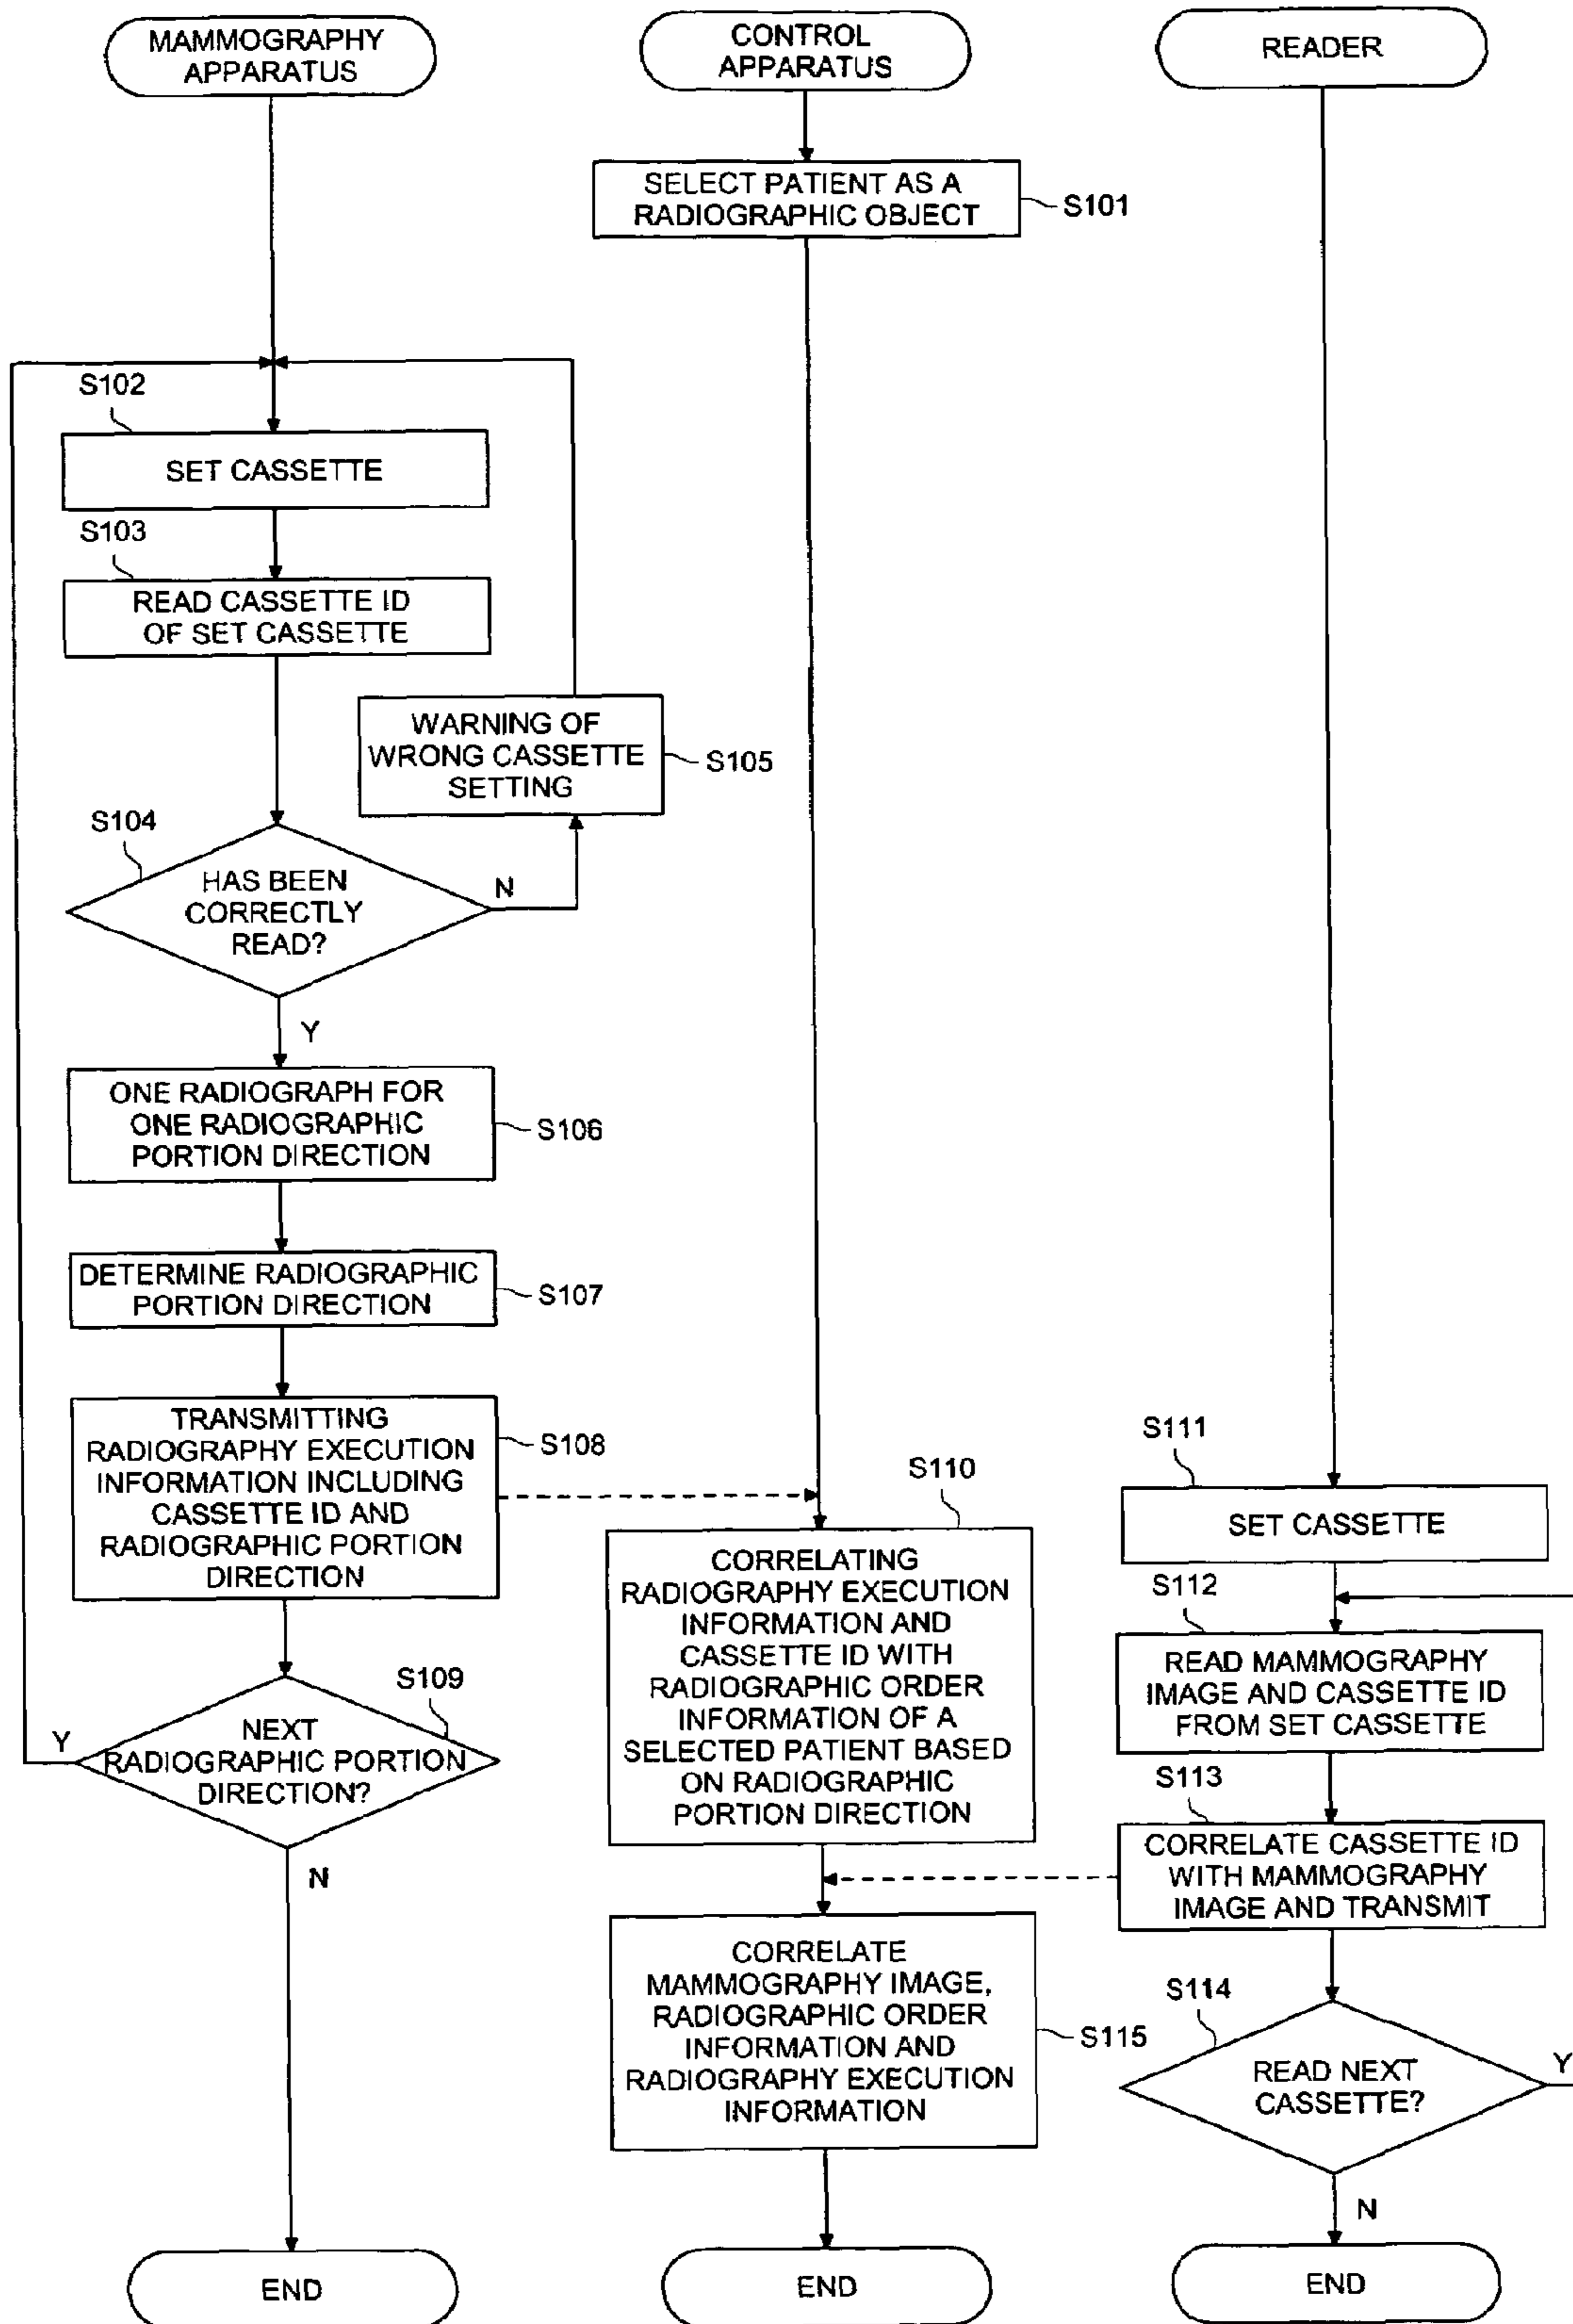 MAMMOGRAPHY
APPARATUS
CONTROL
APPARATUS
READER
SELECT PATIENT AS A
RADIOGRAPHIC OBJECT
S101
S102
SET CASSETTE
S103
READ CASSETTE ID
OF SET CASSETTE
WARNING OF
WRONG CASSETTE
SETTING
S105
S104
HAS BEEN
CORRECTLY
READ?
N
Y
ONE RADIOGRAPH FOR
ONE RADIOGRAPHIC
PORTION DIRECTION
S106
DETERMINE RADIOGRAPHIC
PORTION DIRECTION
S107
TRANSMITTING
RADIOGRAPHY EXECUTION
INFORMATION INCLUDING
CASSETTE ID AND
RADIOGRAPHIC PORTION
DIRECTION
S108
S109
NEXT
RADIOGRAPHIC PORTION
DIRECTION?
Y
N
END
S110
CORRELATING
RADIOGRAPHY EXECUTION
INFORMATION AND
CASSETTE ID WITH
RADIOGRAPHIC ORDER
INFORMATION OF A
SELECTED PATIENT BASED
ON RADIOGRAPHIC
PORTION DIRECTION
CORRELATE
MAMMOGRAPHY IMAGE,
RADIOGRAPHIC ORDER
INFORMATION AND
RADIOGRAPHY EXECUTION
INFORMATION
S115
END
S111
SET CASSETTE
S112
READ MAMMOGRAPHY
IMAGE AND CASSETTE ID
FROM SET CASSETTE
S113
CORRELATE CASSETTE ID
WITH MAMMOGRAPHY
IMAGE AND TRANSMIT
S114
READ NEXT
CASSETTE?
Y
N
END